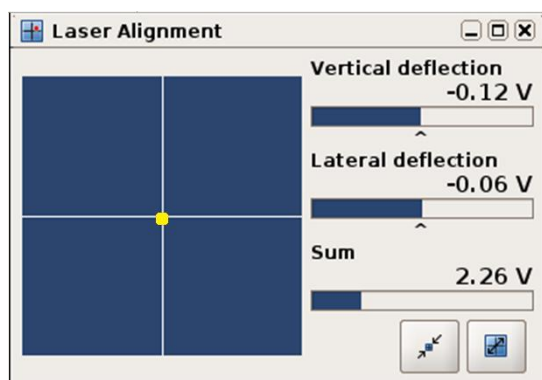 Laser Alignment
Vertical deflection
-0.12 V
Lateral deflection
-0.06 V
Sum
2.26 V